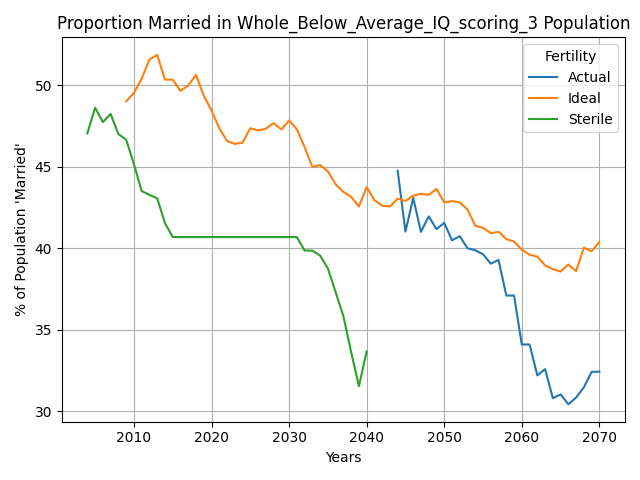 Proportion Married in Whole_Below_Average_IQ_scoring_3 Population
% of Population 'Married'
50
45
40
35
30
Fertility
Actual
Ideal
Sterile
2010 2020 2030 2040 2050 2060 2070
Years